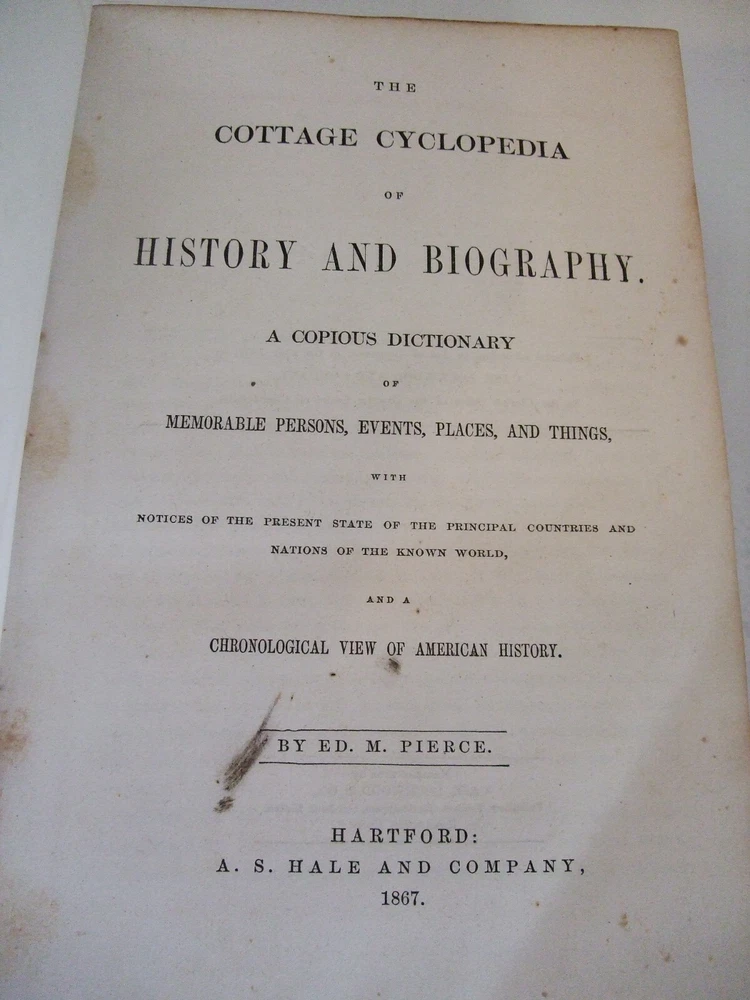 THE
COTTAGE CYCLOPEDIA
OF
HISTORY AND BIOGRAPHY.
A COPIOUS DICTIONARY
OF
MEMORABLE PERSONS, EVENTS, PLACES, AND THINGS,
WITH
NOTICES OF THE PRESENT STATE OF THE PRINCIPAL COUNTRIES AND
NATIONS OF THE KNOWN WORLD,
AND A
CHRONOLOGICAL VIEW OF AMERICAN HISTORY.
BY ED. M. PIERCE.
HARTFORD:
A. S. HALE AND COMPANY,
1867.